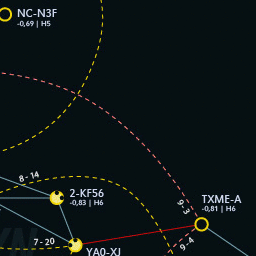 NC-N3F
-0,69 | H5
8 - 14
2-KF56
-0,83 | H6
TXME-A
-0,81 | H6
9 - 3
9 - 4
7 - 20
YA0-XJ